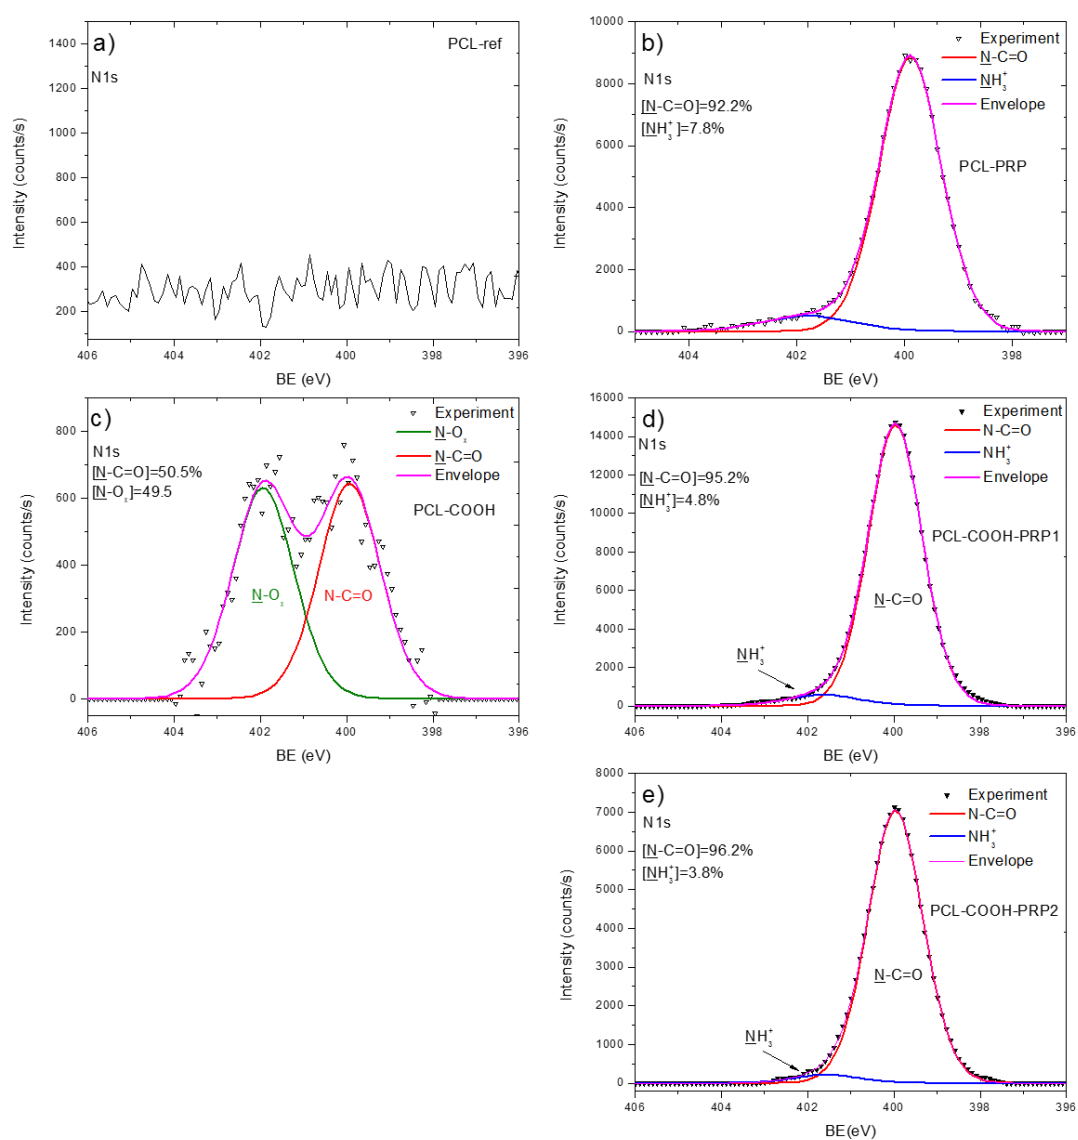 a)
PCL-ref
N1s
1400
1200
1000
800
600
400
200
406
404
402
400
398
396
Intensity (counts/s)
BE (eV)
b)
Experiment
N-C=O
NH₃⁺
Envelope
N1s
[N-C=O]=92.2%
[NH₃⁺]=7.8%
PCL-PRP
10000
8000
6000
4000
2000
0
404
402
400
398
Intensity (counts/s)
BE (eV)
c)
Experiment
N-Oₓ
N-C=O
Envelope
N1s
[N-C=O]=50.5%
[N-Oₓ]=49.5
PCL-COOH
N-Oₓ
N-C=O
800
600
400
200
0
406
404
402
400
398
396
Intensity (counts/s)
BE (eV)
d)
Experiment
N-C=O
NH₃⁺
Envelope
N1s
[N-C=O]=95.2%
[NH₃⁺]=4.8%
PCL-COOH-PRP1
N-C=O
NH₃⁺
16000
14000
12000
10000
8000
6000
4000
2000
0
406
404
402
400
398
396
Intensity (counts/s)
BE (eV)
e)
Experiment
N-C=O
NH₃⁺
Envelope
N1s
[N-C=O]=96.2%
[NH₃⁺]=3.8%
PCL-COOH-PRP2
N-C=O
NH₃⁺
8000
7000
6000
5000
4000
3000
2000
1000
0
406
404
402
400
398
396
Intensity (counts/s)
BE(eV)